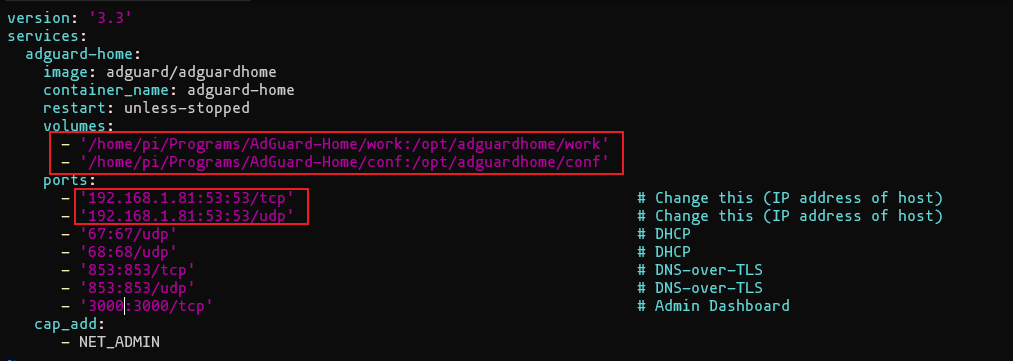 version: '3.3'
services:
  adguard-home:
    image: adguard/adguardhome
    container_name: adguard-home
    restart: unless-stopped
    volumes:
      - '/home/pi/Programs/AdGuard-Home/work:/opt/adguardhome/work'
      - '/home/pi/Programs/AdGuard-Home/conf:/opt/adguardhome/conf'
    ports:
      - '192.168.1.81:53:53/tcp' # Change this (IP address of host)
      - '192.168.1.81:53:53/udp' # Change this (IP address of host)
      - '67:67/udp' # DHCP
      - '68:68/udp' # DHCP
      - '853:853/tcp' # DNS-over-TLS
      - '853:853/udp' # DNS-over-TLS
      - '3000:3000/tcp' # Admin Dashboard
   cap_add:
      - NET_ADMIN